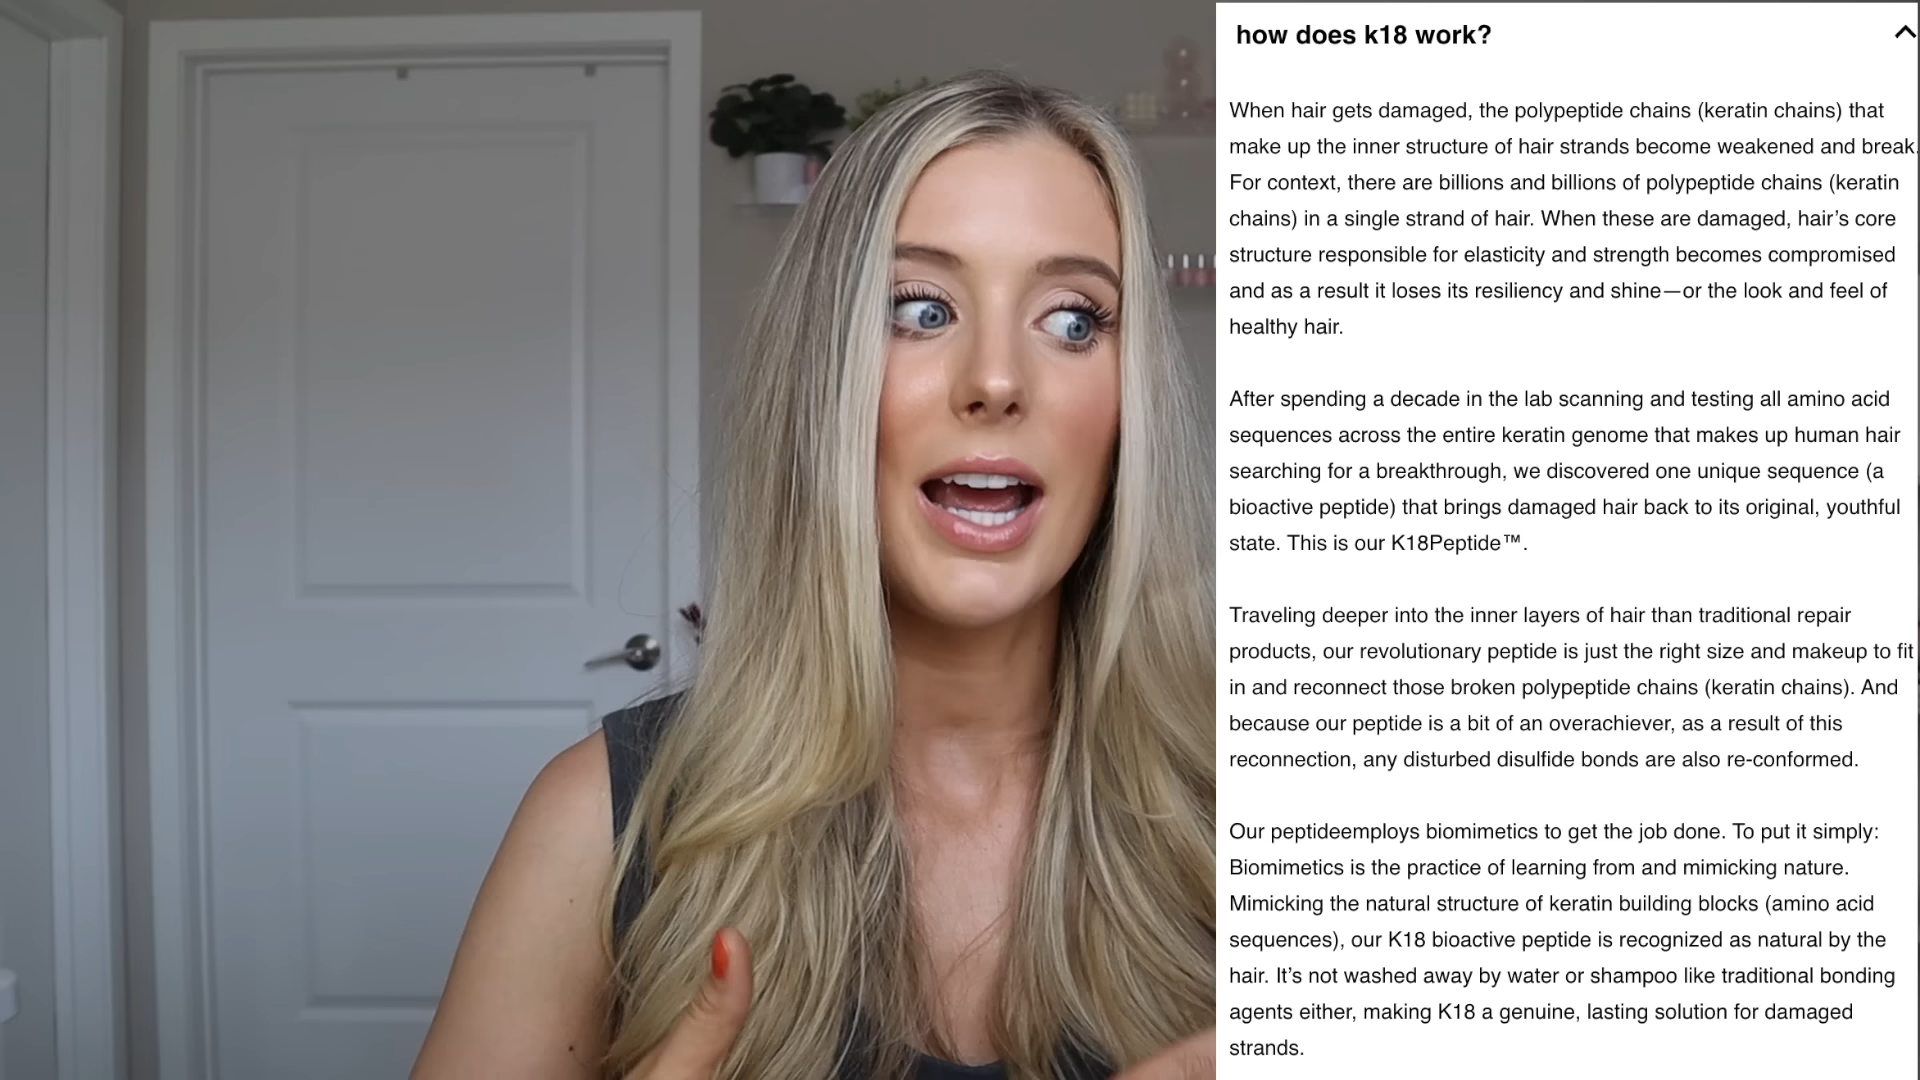 how does k18 work?
When hair gets damaged, the polypeptide chains (keratin chains) that
make up the inner structure of hair strands become weakened and break.
For context, there are billions and billions of polypeptide chains (keratin
chains) in a single strand of hair. When these are damaged, hair’s core
structure responsible for elasticity and strength becomes compromised
and as a result it loses its resiliency and shine—or the look and feel of
healthy hair.
After spending a decade in the lab scanning and testing all amino acid
sequences across the entire keratin genome that makes up human hair
searching for a breakthrough, we discovered one unique sequence (a
bioactive peptide) that brings damaged hair back to its original, youthful
state. This is our K18Peptide™.
Traveling deeper into the inner layers of hair than traditional repair
products, our revolutionary peptide is just the right size and makeup to fit
in and reconnect those broken polypeptide chains (keratin chains). And
because our peptide is a bit of an overachiever, as a result of this
reconnection, any disturbed disulfide bonds are also re-conformed.
Our peptideemploys biomimetics to get the job done. To put it simply:
Biomimetics is the practice of learning from and mimicking nature.
Mimicking the natural structure of keratin building blocks (amino acid
sequences), our K18 bioactive peptide is recognized as natural by the
hair. It’s not washed away by water or shampoo like traditional bonding
agents either, making K18 a genuine, lasting solution for damaged
strands.